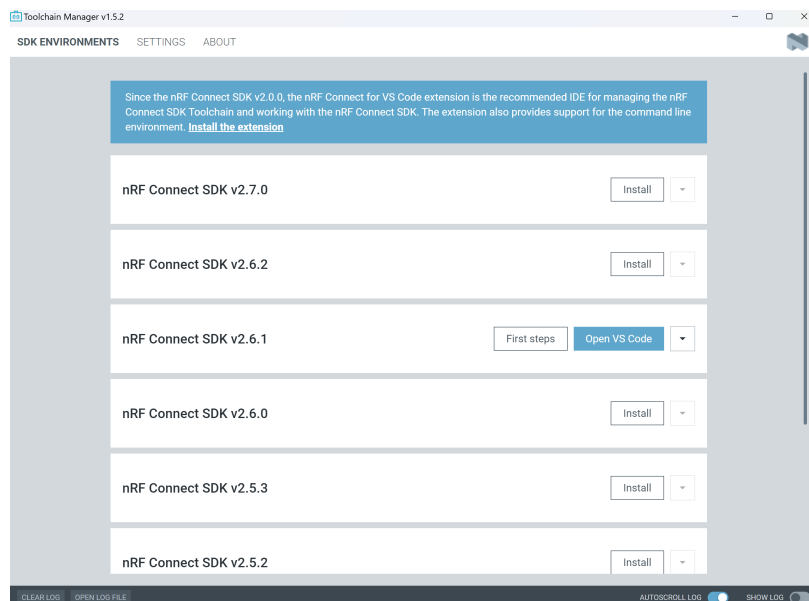 Toolchain Manager v1.5.2
SDK ENVIRONMENTS SETTINGS ABOUT
Since the nRF Connect SDK v2.0.0, the nRF Connect for VS Code extension is the recommended IDE for managing the nRF
Connect SDK Toolchain and working with the nRF Connect SDK. The extension also provides support for the command line
environment. Install the extension
nRF Connect SDK v2.7.0 Install
nRF Connect SDK v2.6.2 Install
nRF Connect SDK v2.6.1 First steps Open VS Code
nRF Connect SDK v2.6.0 Install
nRF Connect SDK v2.5.3 Install
nRF Connect SDK v2.5.2 Install
CLEAR LOG OPEN LOG FILE AUTOSCROLL LOG SHOW LOG